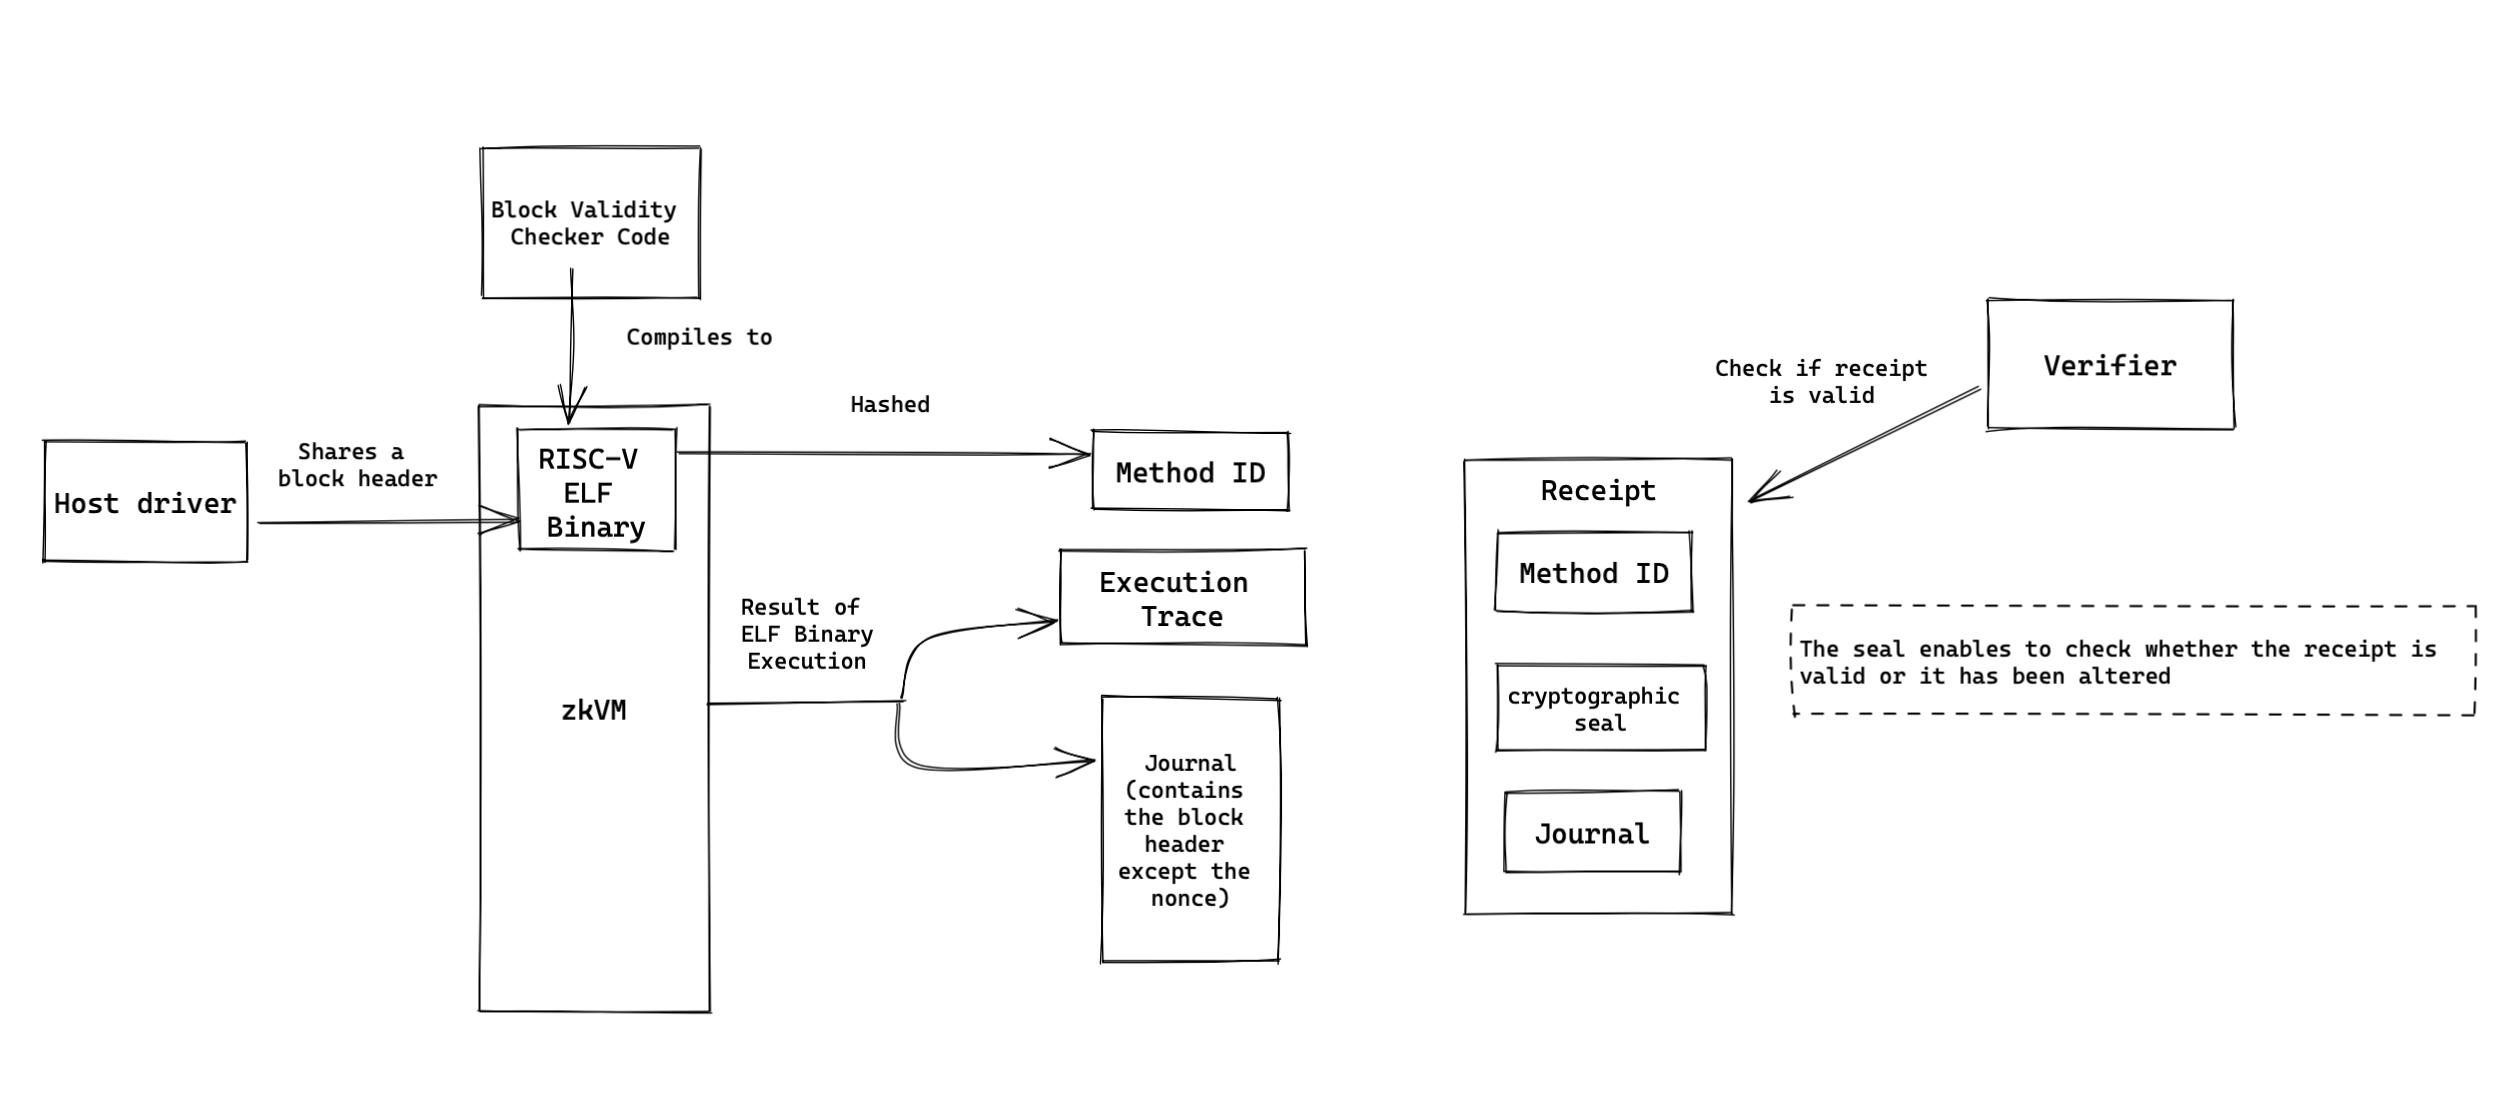 Block Validity
Checker Code
Compiles to
Hashed
Shares a
block header
Host driver
RISC-V
ELF
Binary
Method ID
Execution
Trace
Result of
ELF Binary
Execution
zkVM
Journal
(contains
the block
header
except the
nonce)
Verifier
Check if receipt
is valid
Receipt
Method ID
cryptographic
seal
Journal
The seal enables to check whether the receipt is
valid or it has been altered